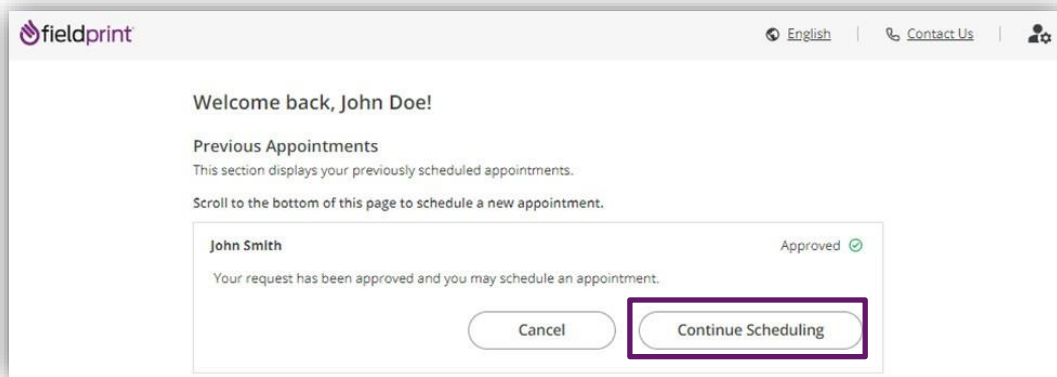 fieldprint
English | Contact Us |
Welcome back, John Doe!
Previous Appointments
This section displays your previously scheduled appointments.
Scroll to the bottom of this page to schedule a new appointment.
John Smith Approved
Your request has been approved and you may schedule an appointment.
Cancel Continue Scheduling